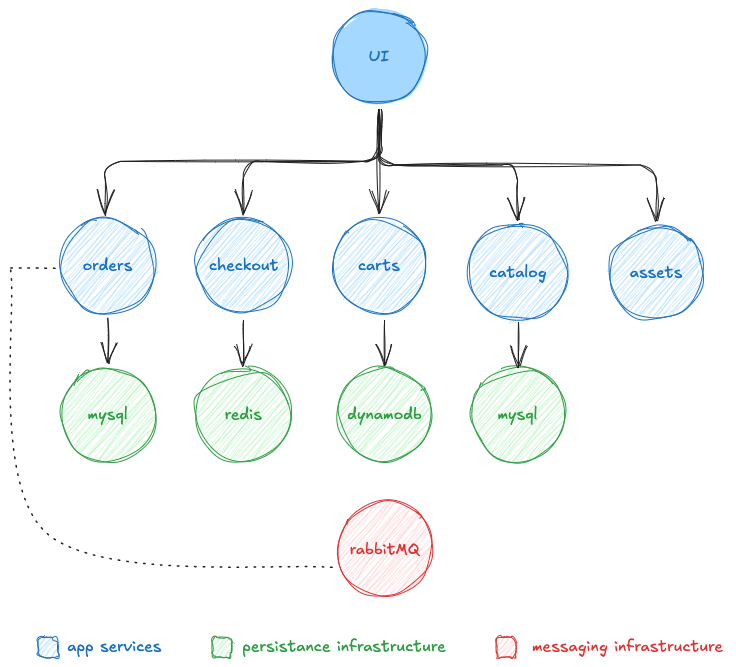 UI
orders
checkout
carts
catalog
assets
mysql
redis
dynamodb
mysql
rabbitMQ
app services
persistance infrastructure
messaging infrastructure